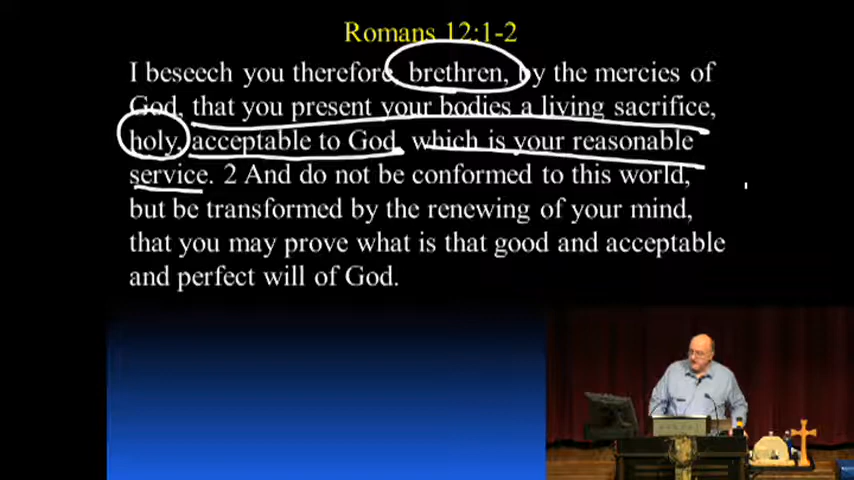 Romans 12:1-2
I beseech you therefore, brethren, by the mercies of
God, that you present your bodies a living sacrifice,
holy, acceptable to God, which is your reasonable
service. 2 And do not be conformed to this world,
but be transformed by the renewing of your mind,
that you may prove what is that good and acceptable
and perfect will of God.